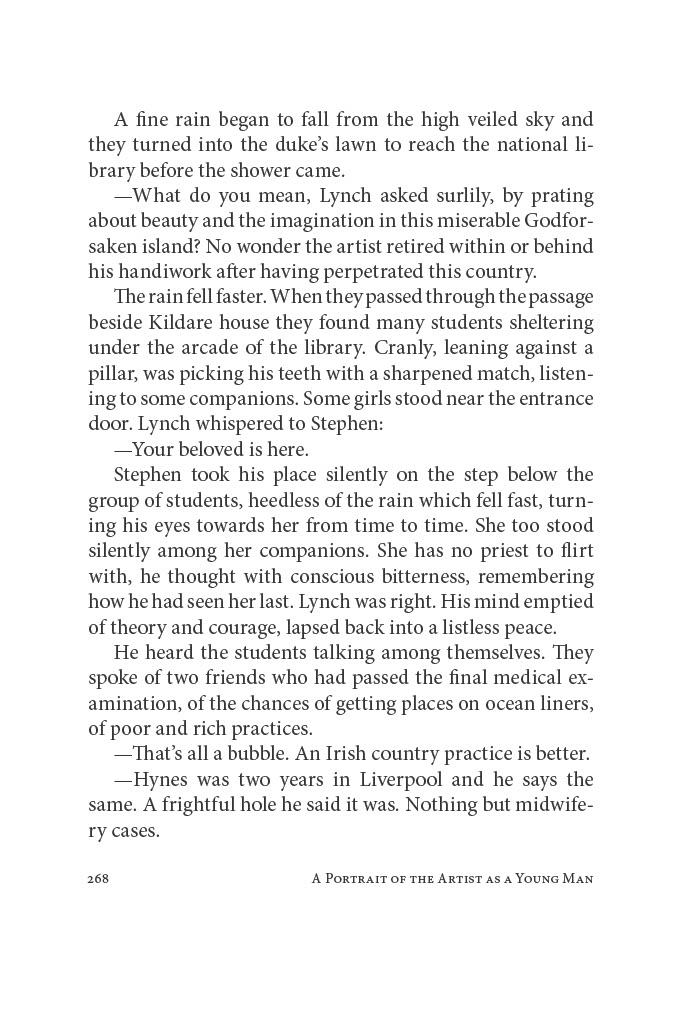 A fine rain began to fall from the high veiled sky and
they turned into the duke’s lawn to reach the national li-
brary before the shower came.
—What do you mean, Lynch asked surlily, by prating
about beauty and the imagination in this miserable Godfor-
saken island? No wonder the artist retired within or behind
his handiwork after having perpetrated this country.
The rain fell faster. When they passed through the passage
beside Kildare house they found many students sheltering
under the arcade of the library. Cranly, leaning against a
pillar, was picking his teeth with a sharpened match, listen-
ing to some companions. Some girls stood near the entrance
door. Lynch whispered to Stephen:
—Your beloved is here.
Stephen took his place silently on the step below the
group of students, heedless of the rain which fell fast, turn-
ing his eyes towards her from time to time. She too stood
silently among her companions. She has no priest to flirt
with, he thought with conscious bitterness, remembering
how he had seen her last. Lynch was right. His mind emptied
of theory and courage, lapsed back into a listless peace.
He heard the students talking among themselves. They
spoke of two friends who had passed the final medical ex-
amination, of the chances of getting places on ocean liners,
of poor and rich practices.
—That’s all a bubble. An Irish country practice is better.
—Hynes was two years in Liverpool and he says the
same. A frightful hole he said it was. Nothing but midwife-
ry cases.
268 A Portrait of the Artist as a Young Man